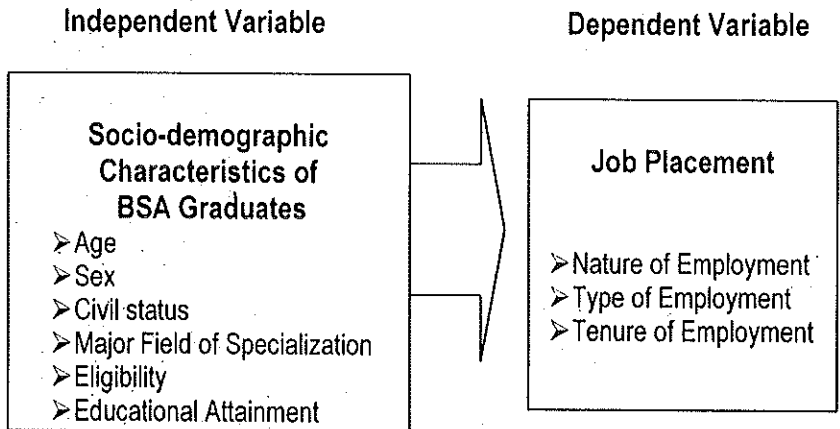 Independent Variable
Dependent Variable
Socio-demographic
Characteristics of
BSA Graduates
➢Age
➢Sex
➢Civil status
➢Major Field of Specialization
➢Eligibility
➢Educational Attainment
Job Placement
➢Nature of Employment
➢Type of Employment
➢Tenure of Employment